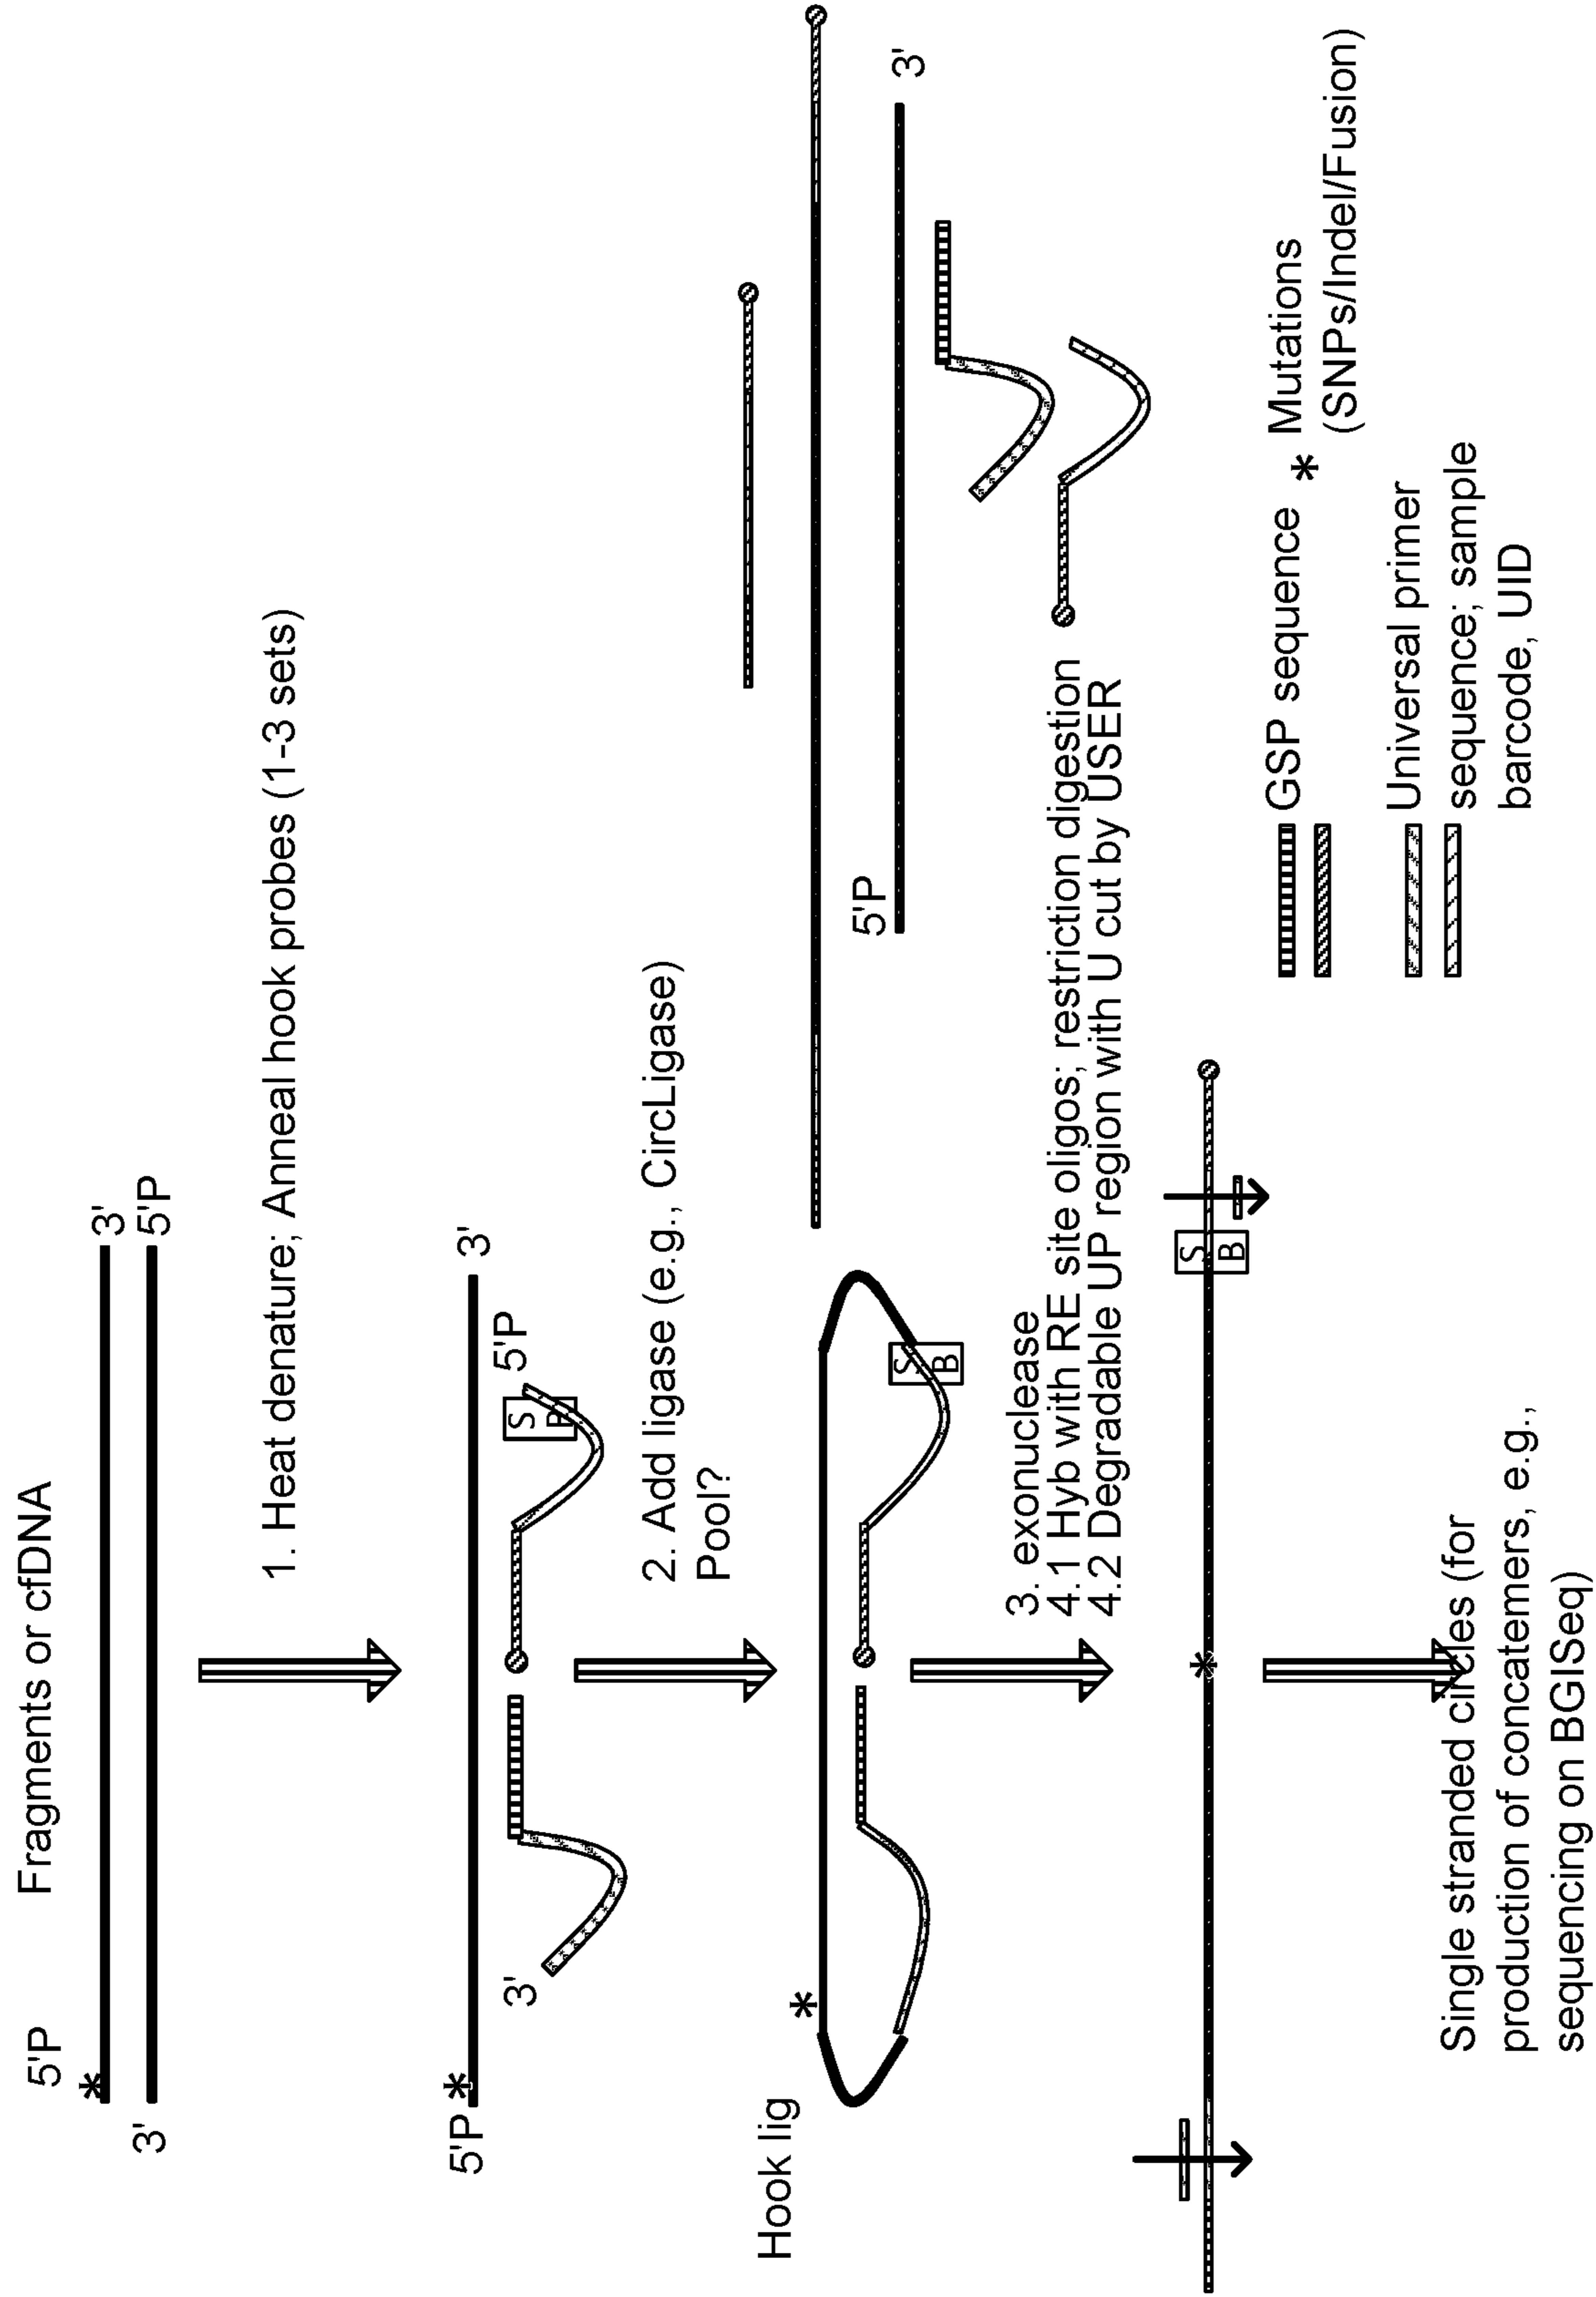 Fragments or cfDNA
5'P
*
3'
3'
5'P
1. Heat denature; Anneal hook probes (1-3 sets)
5'P
*
3'
3'
5'P
S
B
2. Add ligase (e.g., CircLigase)
Pool?
Hook lig
*
S
B
5'P
3'
3. exonuclease
4.1 Hyb with RE site oligos; restriction digestion
4.2 Degradable UP region with U cut by USER
*
S
B
GSP sequence
* Mutations
(SNPs/Indel/Fusion)
Universal primer
sequence; sample
barcode, UID
Single stranded circles (for
production of concatemers, e.g.,
sequencing on BGISeq)